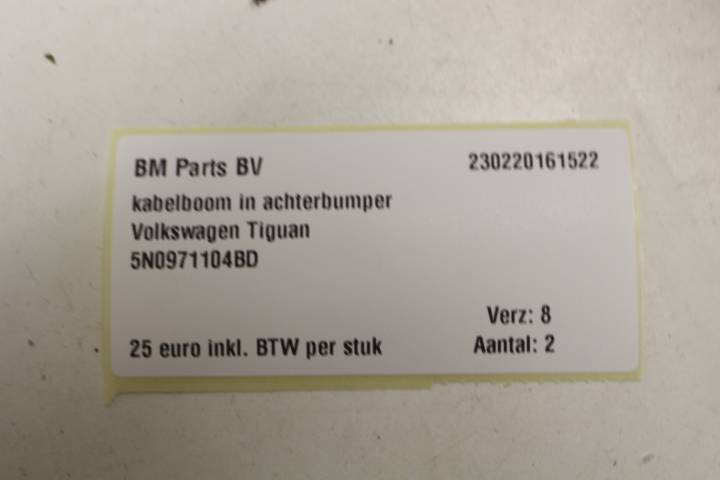 BM Parts BV 230220161522
kabelboom in achterbumper
Volkswagen Tiguan
5N0971104BD
Verz: 8
25 euro inkl. BTW per stuk Aantal: 2